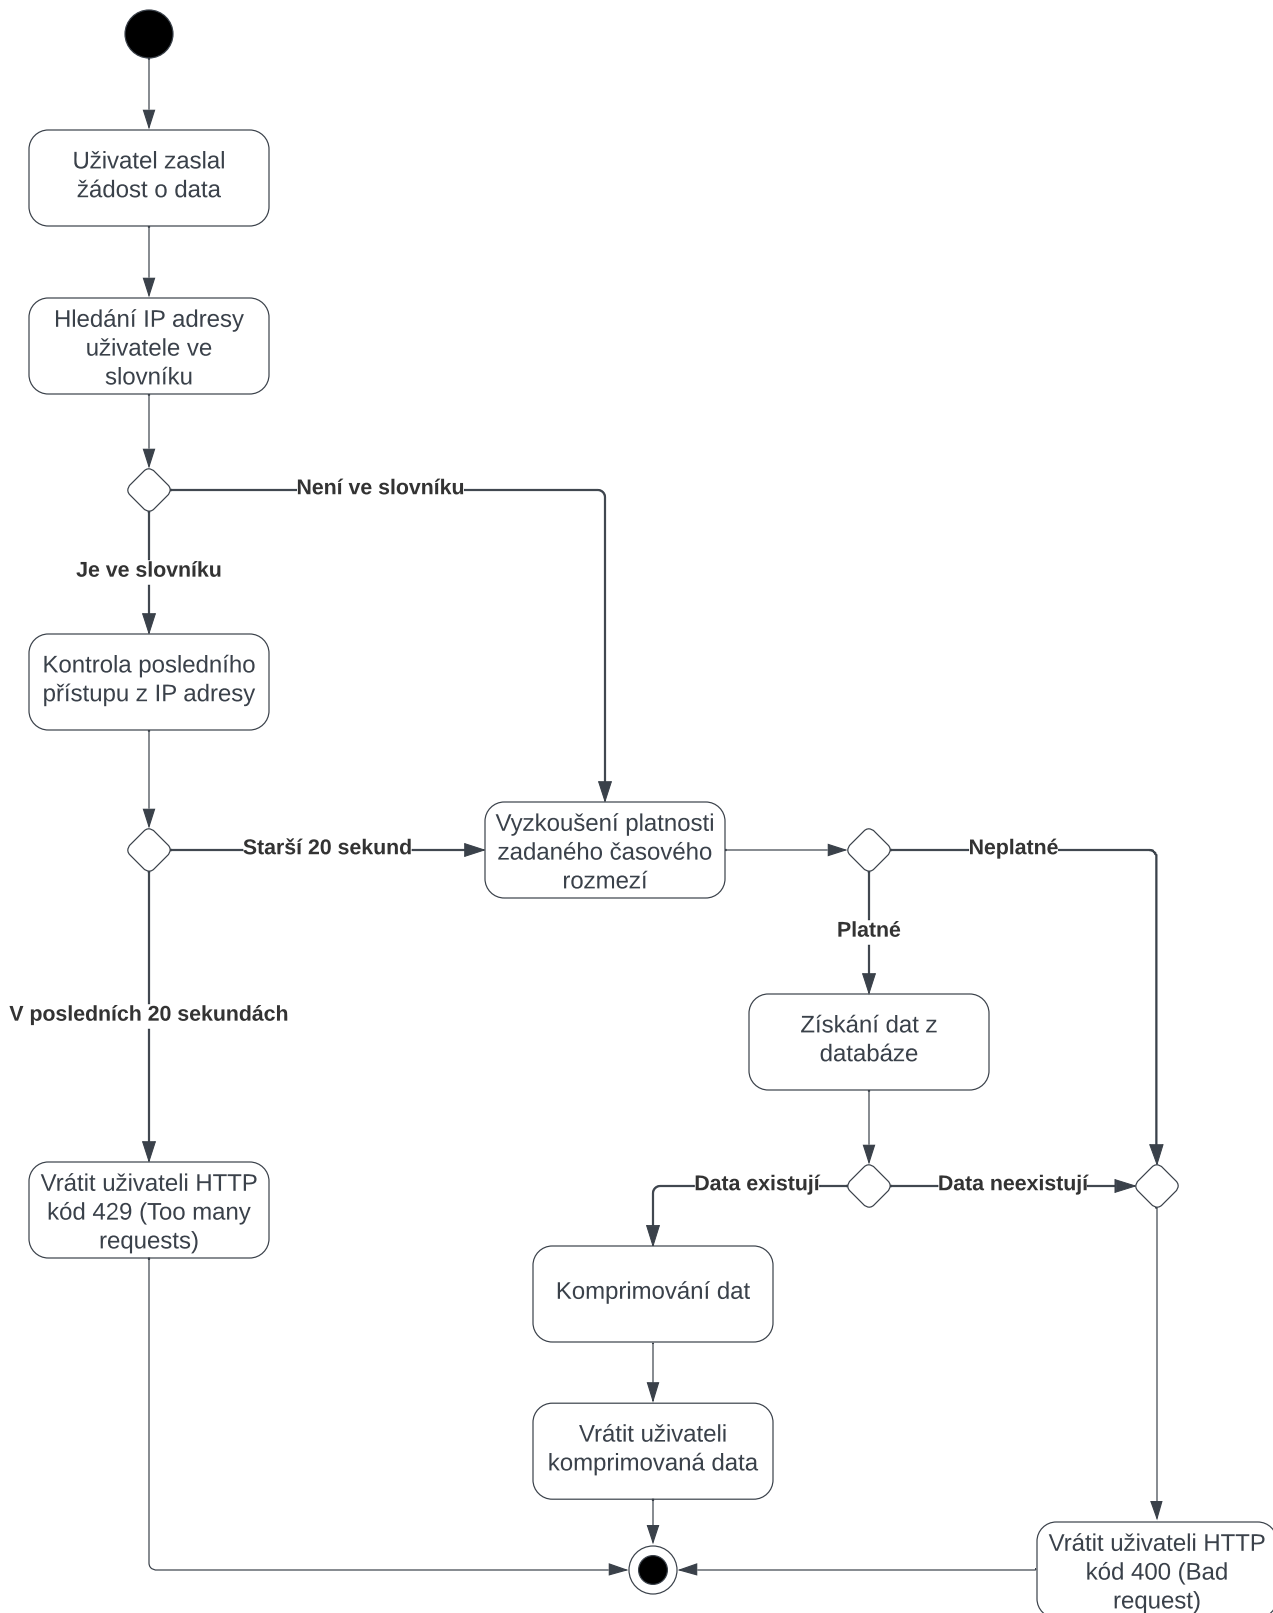 Uživatel zaslal
žádost o data
Hledání IP adresy
uživatele ve
slovníku
Není ve slovníku
Je ve slovníku
Kontrola posledního
přístupu z IP adresy
Starší 20 sekund
Vyzkoušení platnosti
zadaného časového
rozmezí
Neplatné
Platné
V posledních 20 sekundách
Získání dat z
databáze
Vrátit uživateli HTTP
kód 429 (Too many
requests)
Data existují
Data neexistují
Komprimování dat
Vrátit uživateli
komprimovaná data
Vrátit uživateli HTTP
kód 400 (Bad
request)